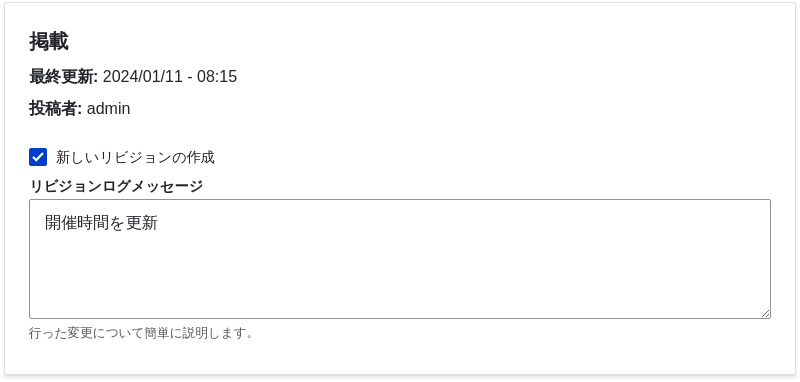 掲載
最終更新: 2024/01/11 - 08:15
投稿者: admin
新しいリビジョンの作成
リビジョンログメッセージ
開催時間を更新
行った変更について簡単に説明します。